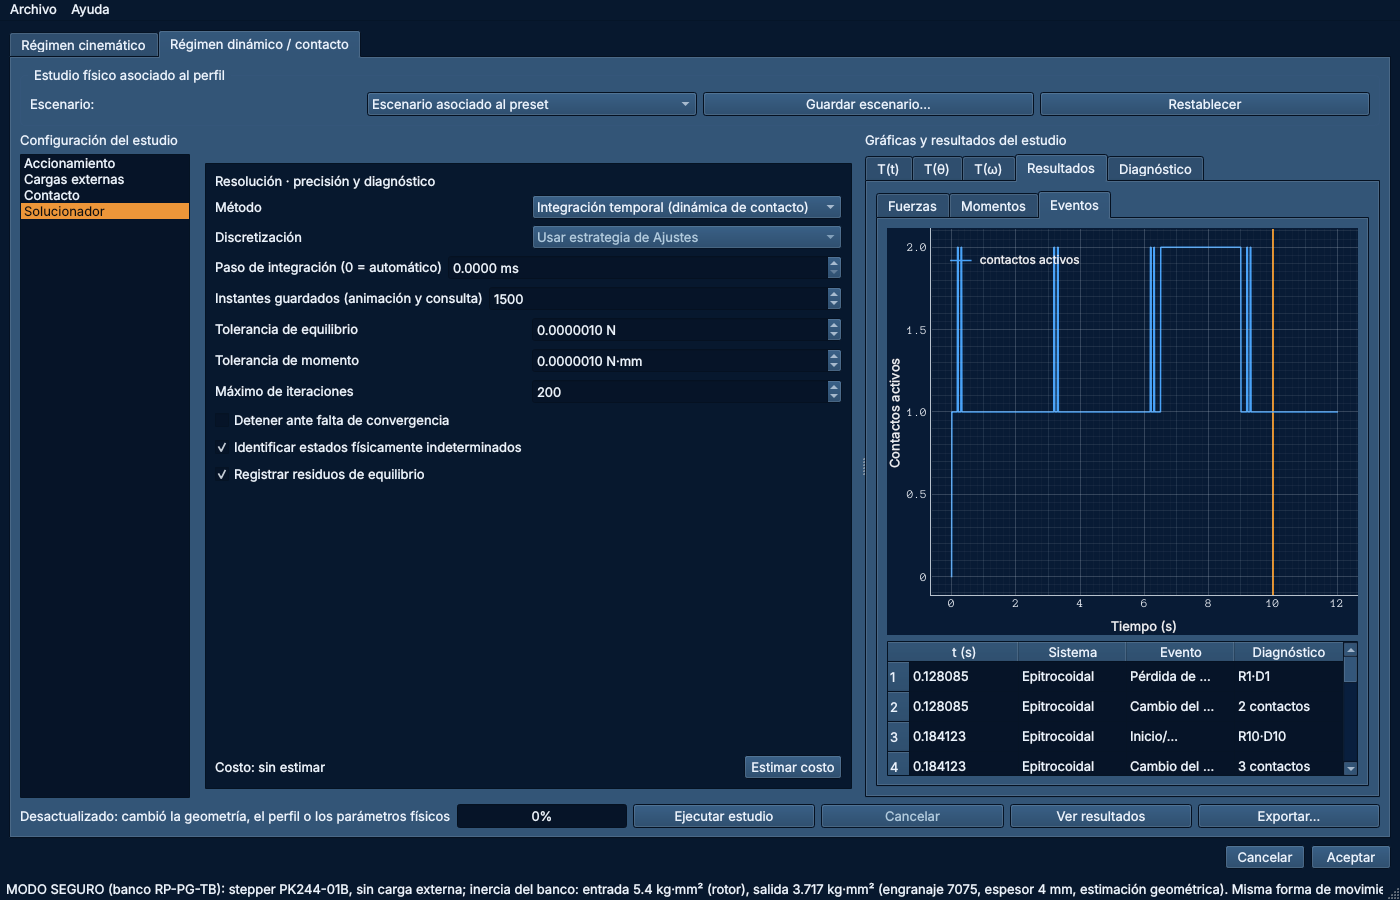 Archivo Ayuda
Régimen cinemático Régimen dinámico / contacto
Estudio físico asociado al perfil
Escenario: Escenario asociado al preset Guardar escenario... Restablecer
Configuración del estudio
Accionamiento
Cargas externas
Contacto
Solucionador
Resolución · precisión y diagnóstico
Método Integración temporal (dinámica de contacto)
Discretización Usar estrategia de Ajustes
Paso de integración (0 = automático) 0.0000 ms
Instantes guardados (animación y consulta) 1500
Tolerancia de equilibrio 0.0000010 N
Tolerancia de momento 0.0000010 N·mm
Máximo de iteraciones 200
Detener ante falta de convergencia
Identificar estados físicamente indeterminados
Registrar residuos de equilibrio
Costo: sin estimar Estimar costo
Gráficas y resultados del estudio
T(t) T(θ) T(ω) Resultados Diagnóstico
Fuerzas Momentos Eventos
contactos activos
Contactos activos
2.0
1.5
1.0
0.5
0
0 2 4 6 8 10 12
Tiempo (s)
t (s) Sistema Evento Diagnóstico
1 0.128085 Epitrocoidal Pérdida de ... R1·D1
2 0.128085 Epitrocoidal Cambio del ... 2 contactos
3 0.184123 Epitrocoidal Inicio/... R10·D10
4 0.184123 Epitrocoidal Cambio del ... 3 contactos
Desactualizado: cambió la geometría, el perfil o los parámetros físicos 0% Ejecutar estudio Cancelar Ver resultados Exportar...
Cancelar Aceptar
MODO SEGURO (banco RP-PG-TB): stepper PK244-01B, sin carga externa; inercia del banco: entrada 5.4 kg·mm² (rotor), salida 3.717 kg·mm² (engranaje 7075, espesor 4 mm, estimación geométrica). Misma forma de movimie